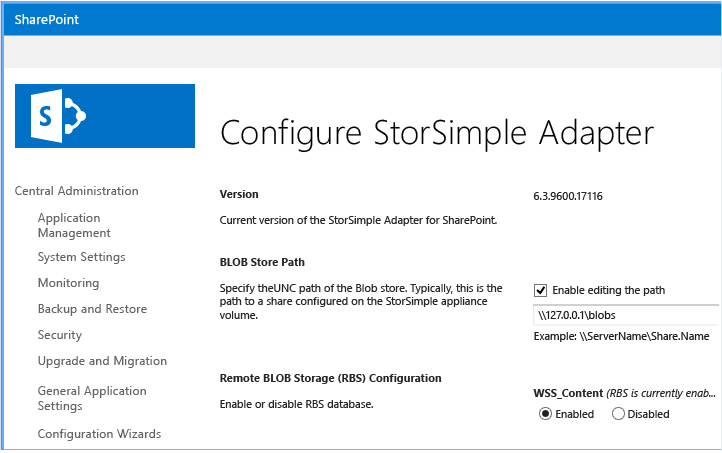 SharePoint
S
Configure StorSimple Adapter
Central Administration
Application
Management
System Settings
Monitoring
Backup and Restore
Security
Upgrade and Migration
General Application
Settings
Configuration Wizards
Version
6.3.9600.17116
Current version of the StorSimple Adapter for SharePoint.
BLOB Store Path
Specify theUNC path of the Blob store. Typically, this is the
path to a share configured on the StorSimple appliance
volume.
Enable editing the path
\\127.0.0.1\blobs
Example: \\ServerName\Share.Name
Remote BLOB Storage (RBS) Configuration
Enable or disable RBS database.
WSS_Content (RBS is currently enab...
Enabled Disabled